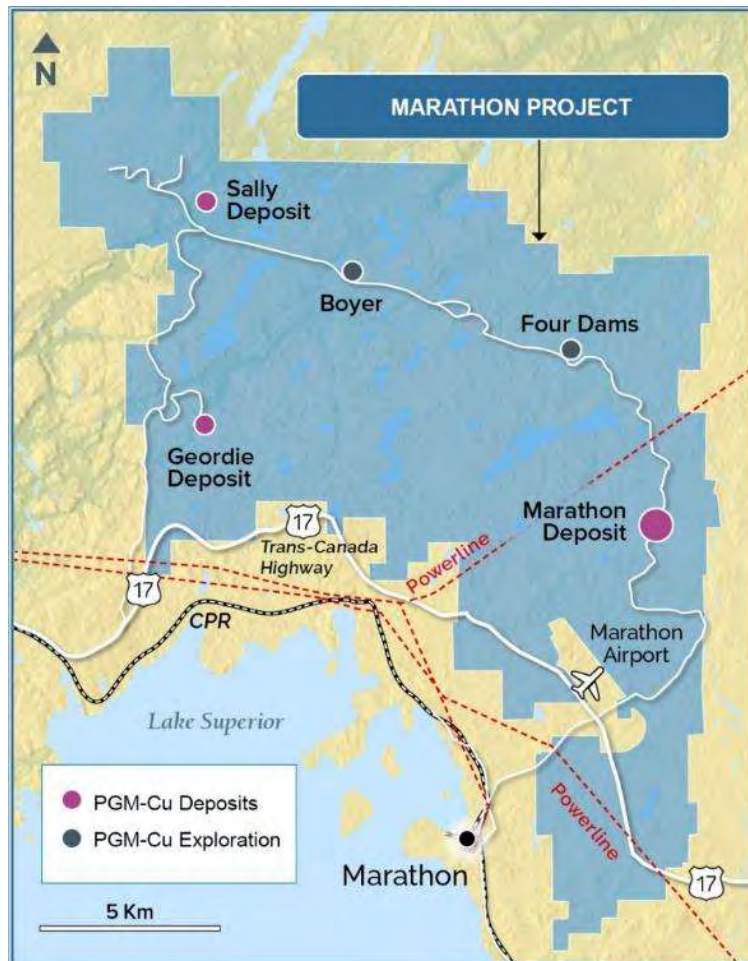 N
MARATHON PROJECT
Sally
Deposit
Boyer
Four Dams
Geordie
Deposit
Marathon
Deposit
17
Trans-Canada
Highway
Powerline
17
CPR
Marathon
Airport
Lake Superior
PGM-Cu Deposits
PGM-Cu Exploration
Powerline
Marathon
17
5 Km